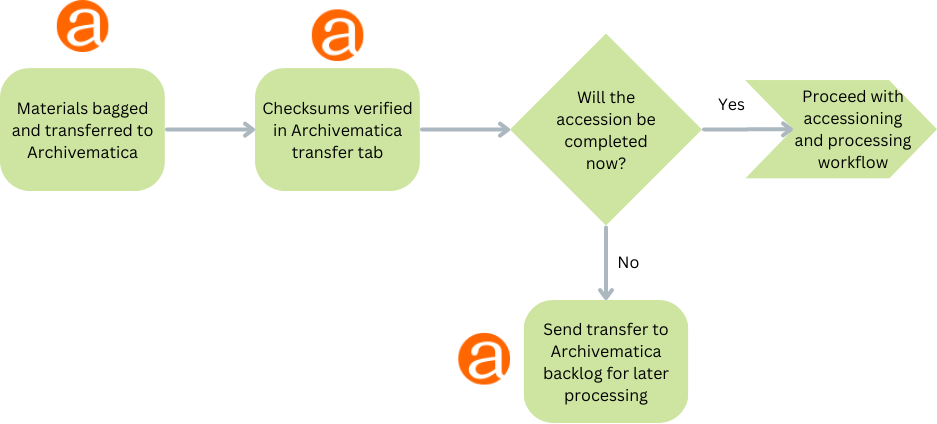 Materials bagged
and transferred to
Archivematica
Checksums verified
in Archivematica
transfer tab
Will the
accession be
completed
now?
Yes
Proceed with
accessioning
and processing
workflow
No
Send transfer to
Archivematica
backlog for later
processing
a
a
a